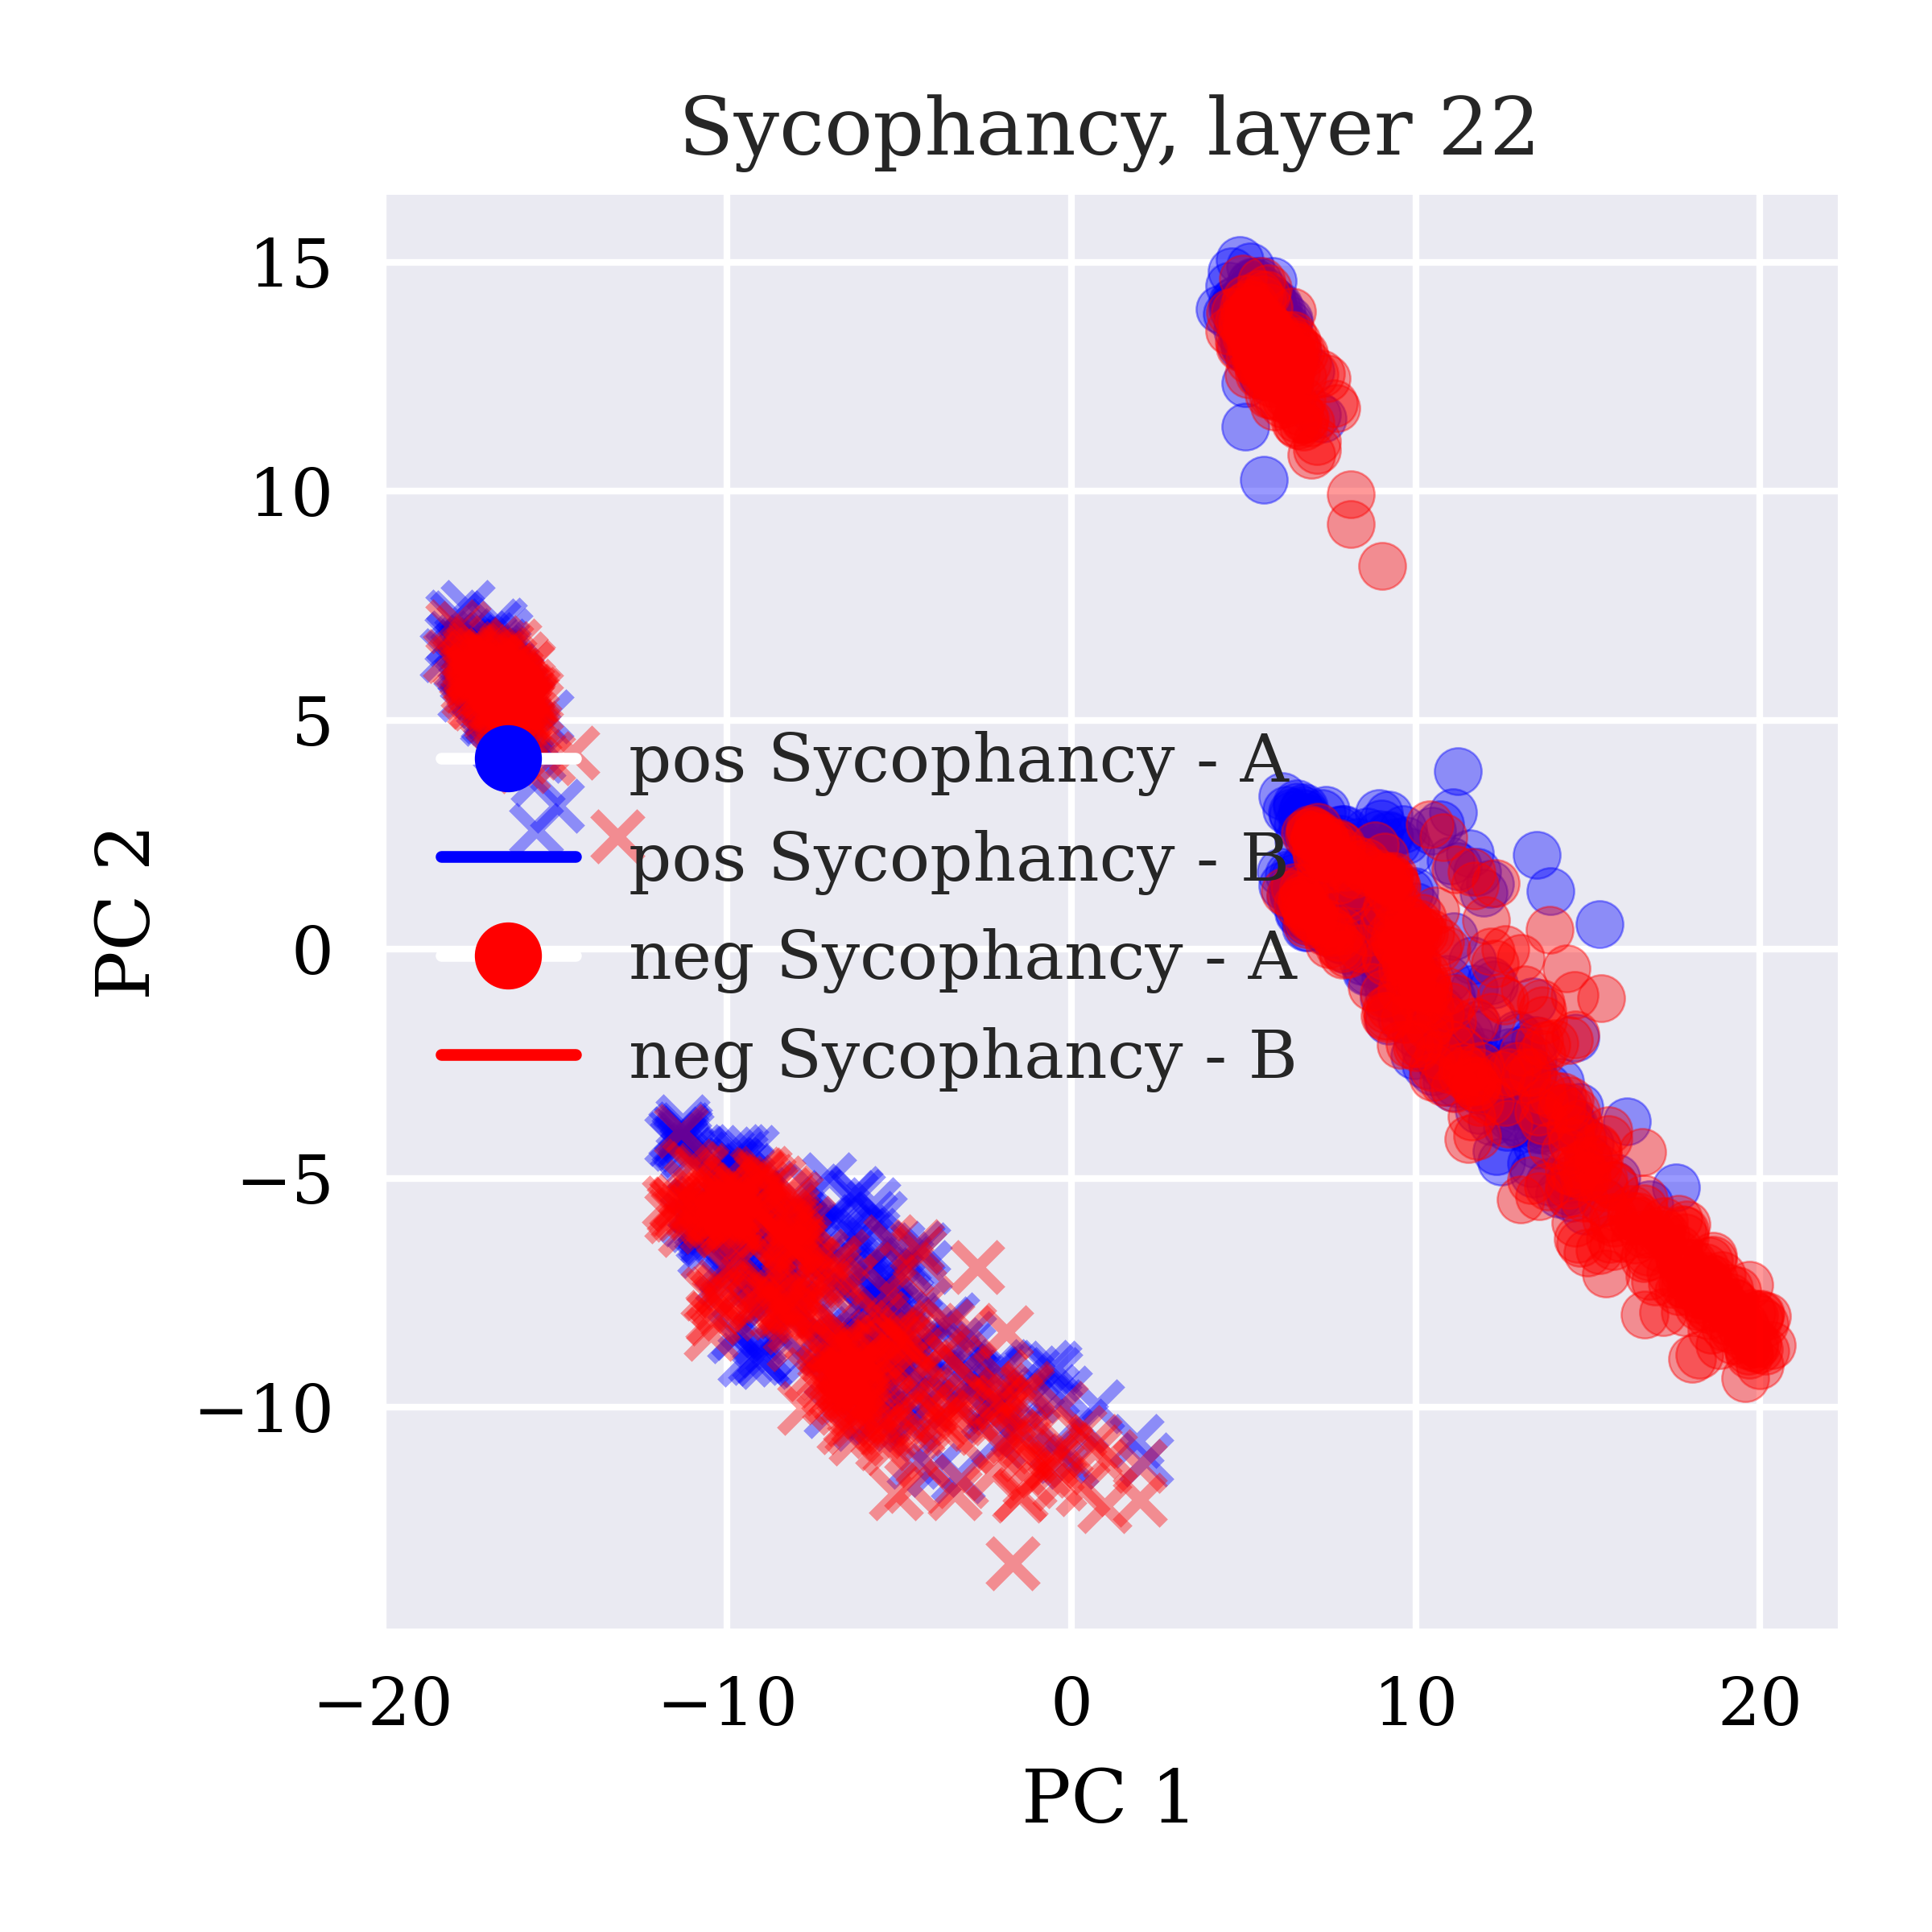 Sycophancy, layer 22
PC 2
15
10
5
0
−5
−10
pos Sycophancy - A
pos Sycophancy - B
neg Sycophancy - A
neg Sycophancy - B
−20 −10 0 10 20
PC 1